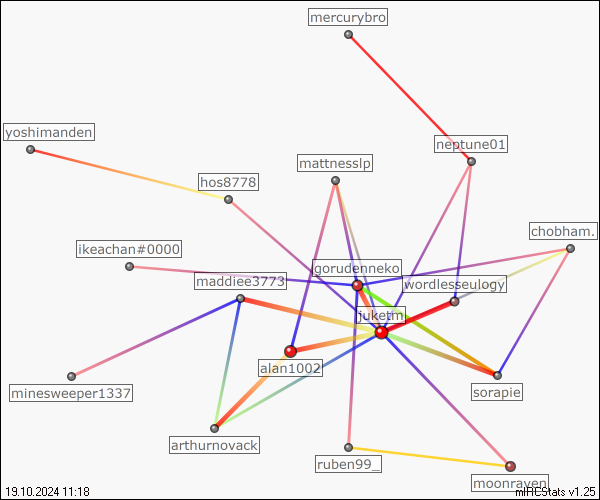 mercurybro
yoshimanden
neptune01
mattnesslp
hos8778
chobham.
ikeachan#0000
gorudenneko
maddiee3773
wordlesseulogy
juketm
alan1002
minesweeper1337
sorapie
arthurnovack
ruben99_
moonraven
19.10.2024 11:18
mIRCStats v1.25